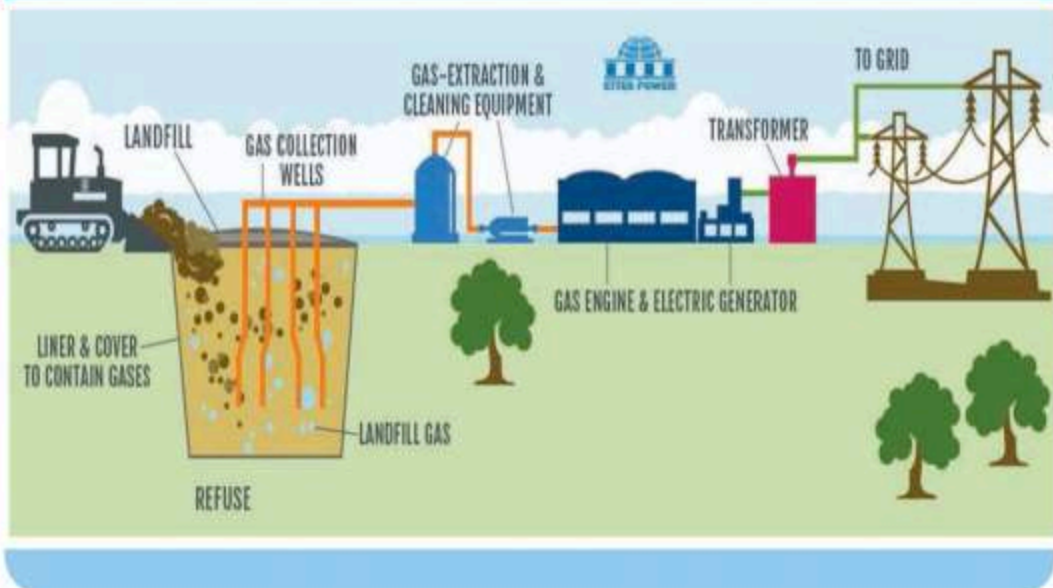 TO GRID
GAS-EXTRACTION &
CLEANING EQUIPMENT
TRANSFORMER
LANDFILL
GAS COLLECTION
WELLS
GAS ENGINE & ELECTRIC GENERATOR
LINER & COVER
TO CONTAIN GASES
LANDFILL GAS
REFUSE